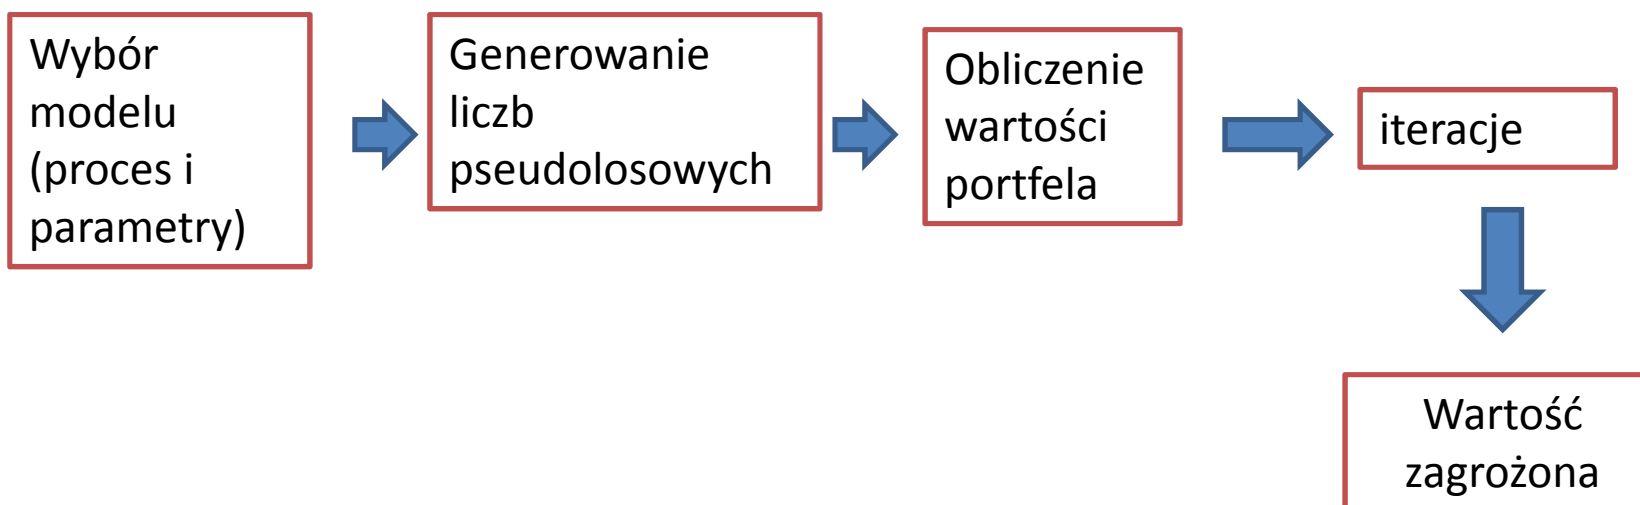 Wybór
modelu
(proces i
parametry)
Generowanie
liczb
pseudolosowych
Obliczenie
wartości
portfela
iteracje
Wartość
zagrożona